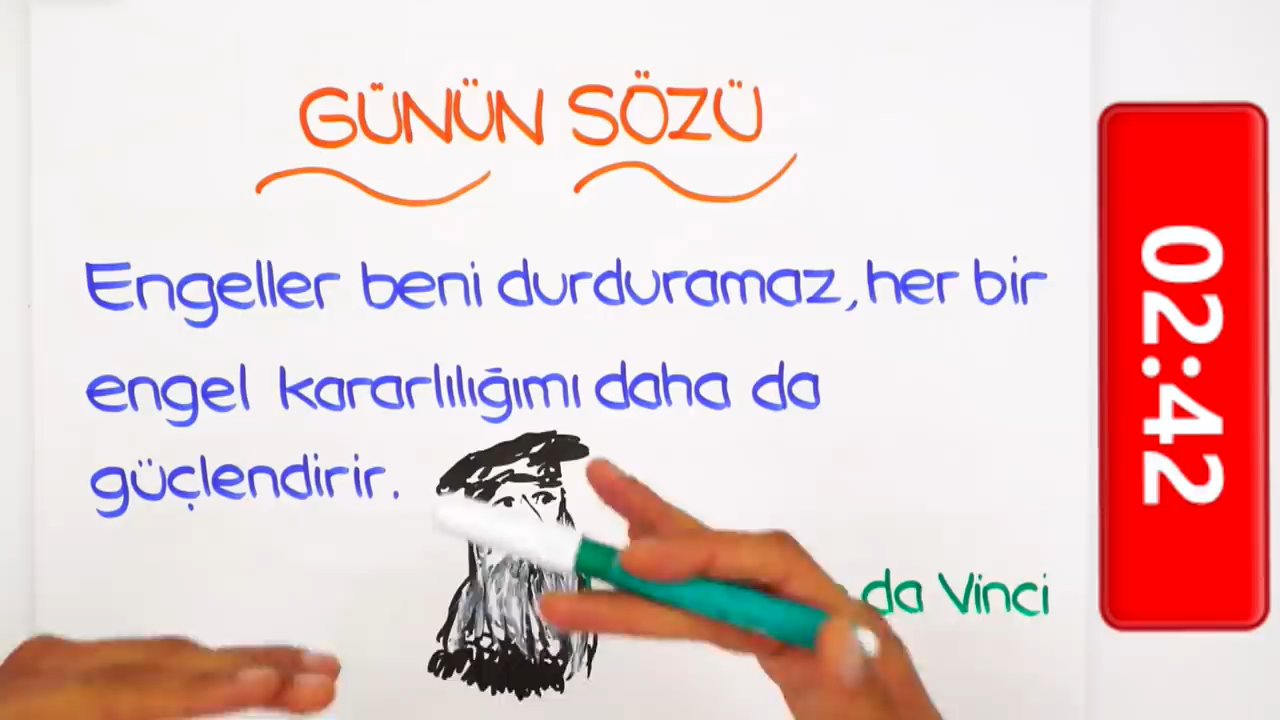 GÜNÜN SÖZÜ
Engeller beni durduramaz, her bir
engel kararlılığımı daha da
güçlendirir.
da Vinci
02:42